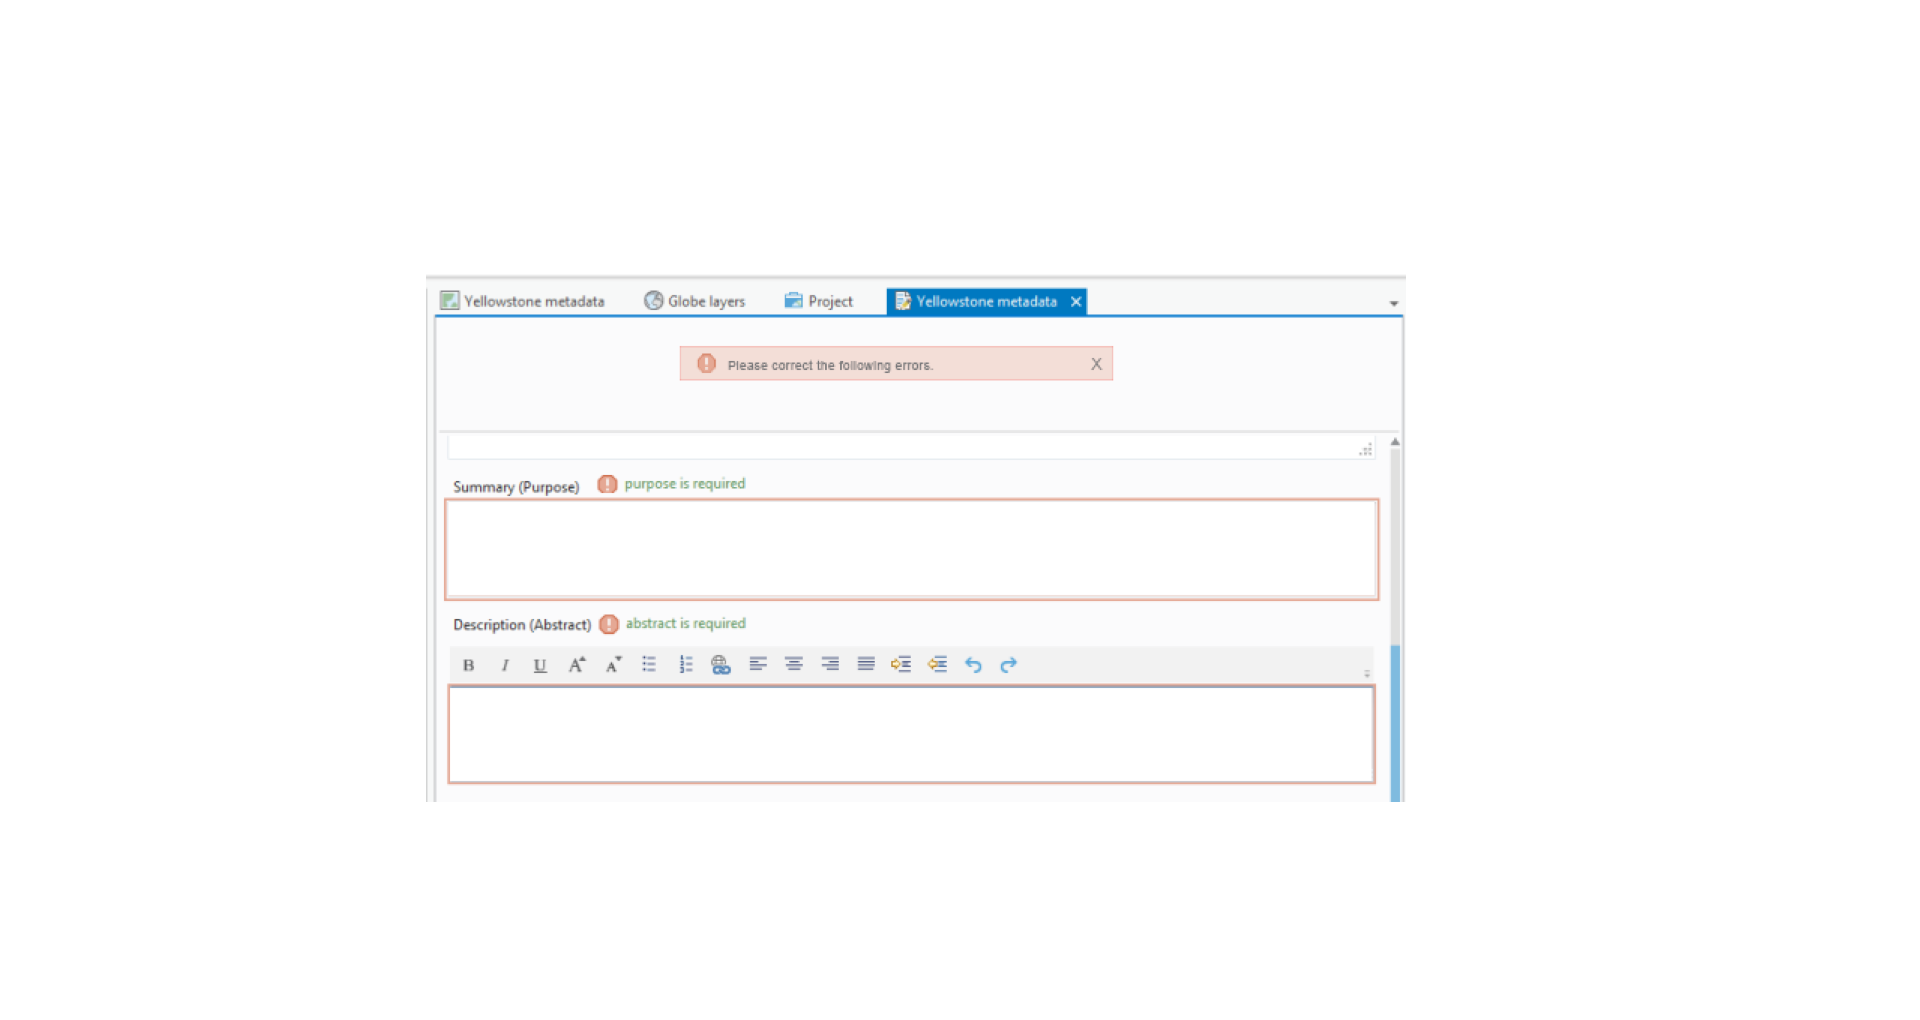 Yellowstone metadata Globe layers Project Yellowstone metadata X
Please correct the following errors. X
Summary (Purpose) purpose is required
Description (Abstract) abstract is required
B I U A A